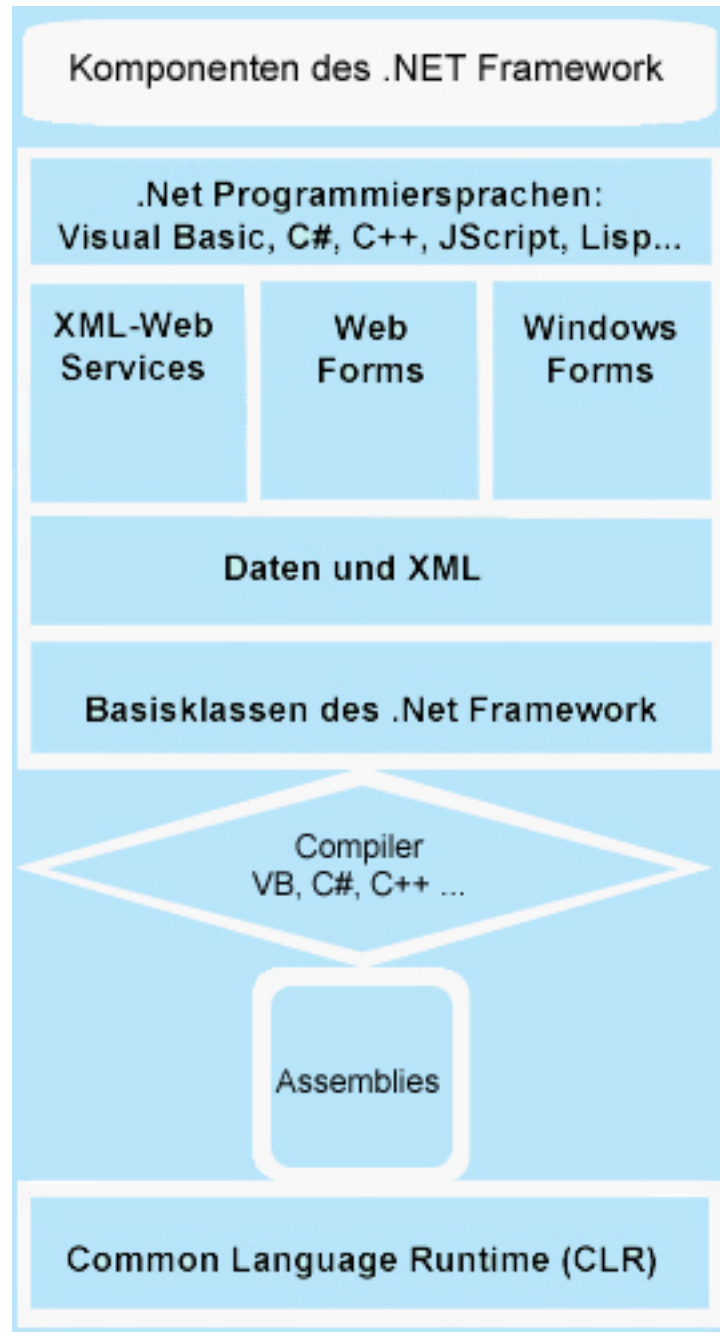 Komponenten des .NET Framework
.Net Programmiersprachen:
Visual Basic, C#, C++, JScript, Lisp...
XML-Web
Services
Web
Forms
Windows
Forms
Daten und XML
Basisklassen des .Net Framework
Compiler
VB, C#, C++ ...
Assemblies
Common Language Runtime (CLR)